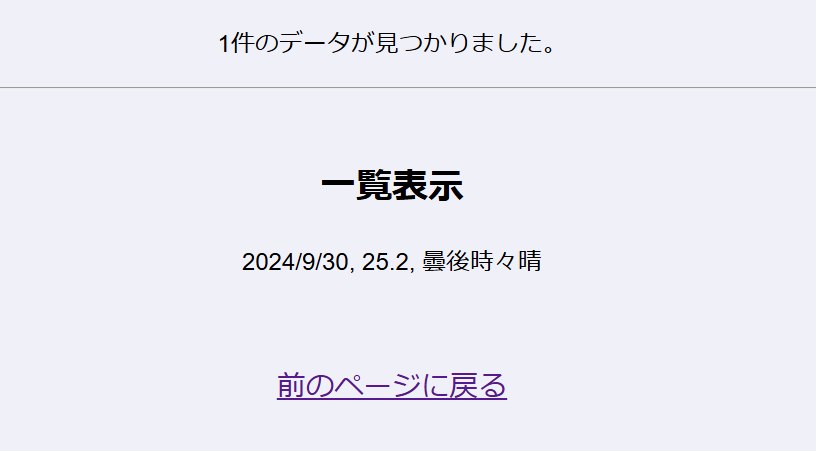 1件のデータが見つかりました。
一覧表示
2024/9/30, 25.2, 曇後時々晴
前のページに戻る